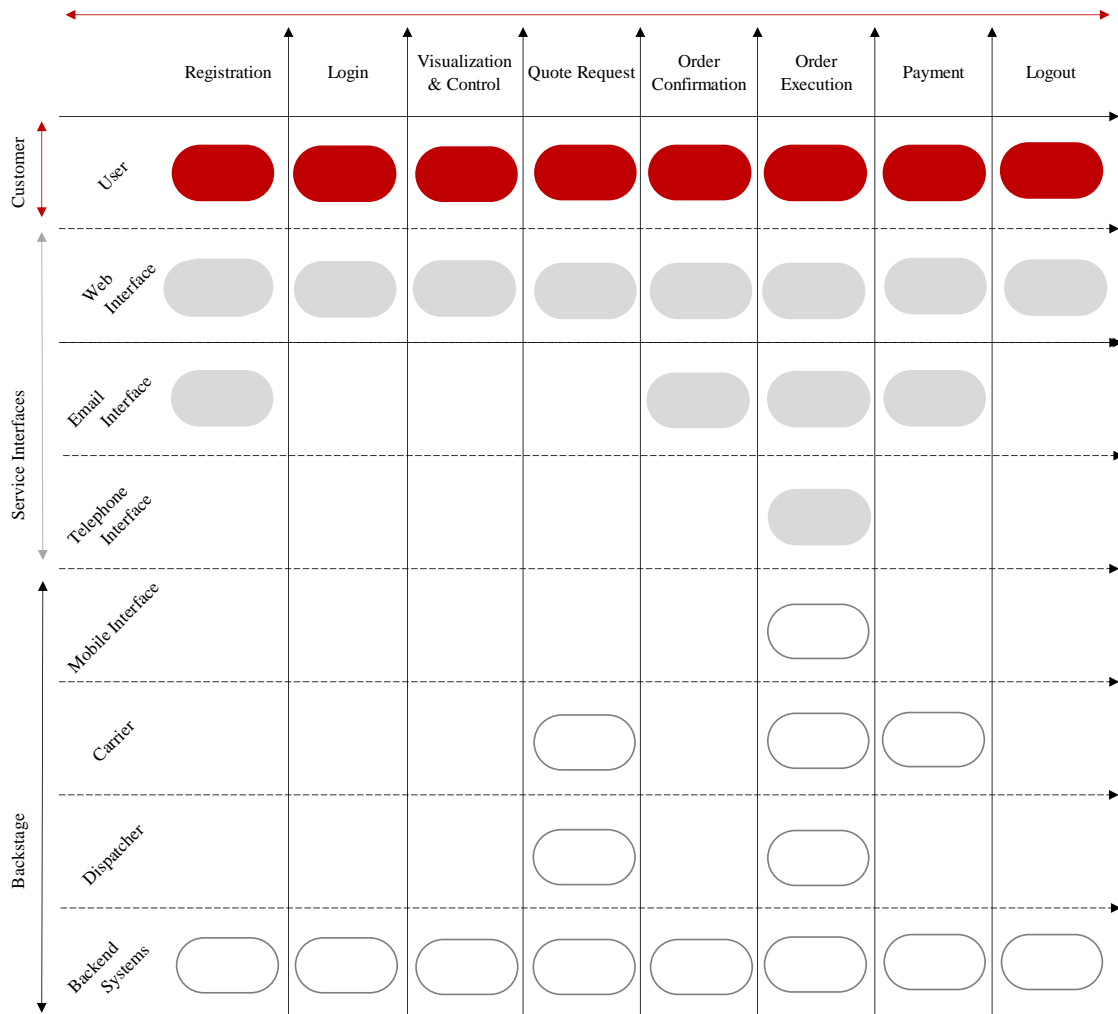 Registration
Login
Visualization
& Control
Quote Request
Order
Confirmation
Order
Execution
Payment
Logout
Customer
User
Service Interfaces
Web
Interface
Email
Interface
Telephone
Interface
Backstage
Mobile Interface
Carrier
Dispatcher
Backend
Systems